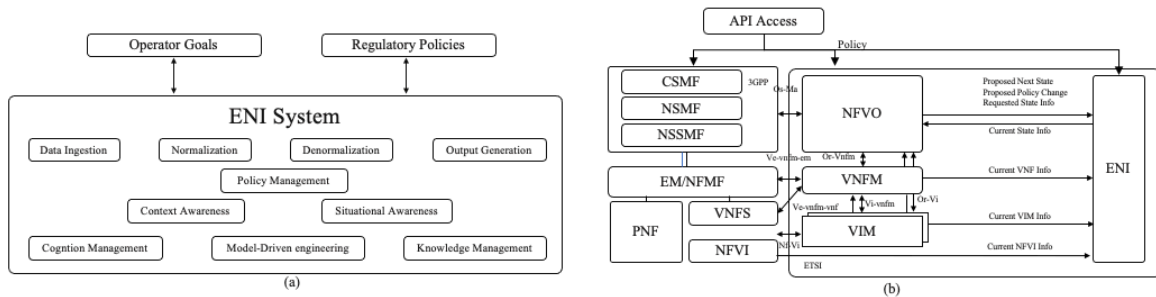 Operator Goals
Regulatory Policies
ENI System
Data Ingestion
Normalization
Denormalization
Output Generation
Policy Management
Context Awareness
Situational Awareness
Cogntion Management
Model-Driven engineering
Knowledge Management
(a)
API Access
Policy
CSMF
3GPP
NSMF
NSSMF
Os-Ma
NFVO
Proposed Next State
Proposed Policy Change
Requested State Info
Current State Info
ENI
Ve-vnfm-em
Or-Vnfm
EM/NFMF
VNFM
Current VNF Info
Or-Vi
PNF
VNFS
Ve-vnfm-vnf
Vi-vnfm
VIM
Current VIM Info
Nf-Vi
NFVI
Current NFVI Info
ETSI
(b)